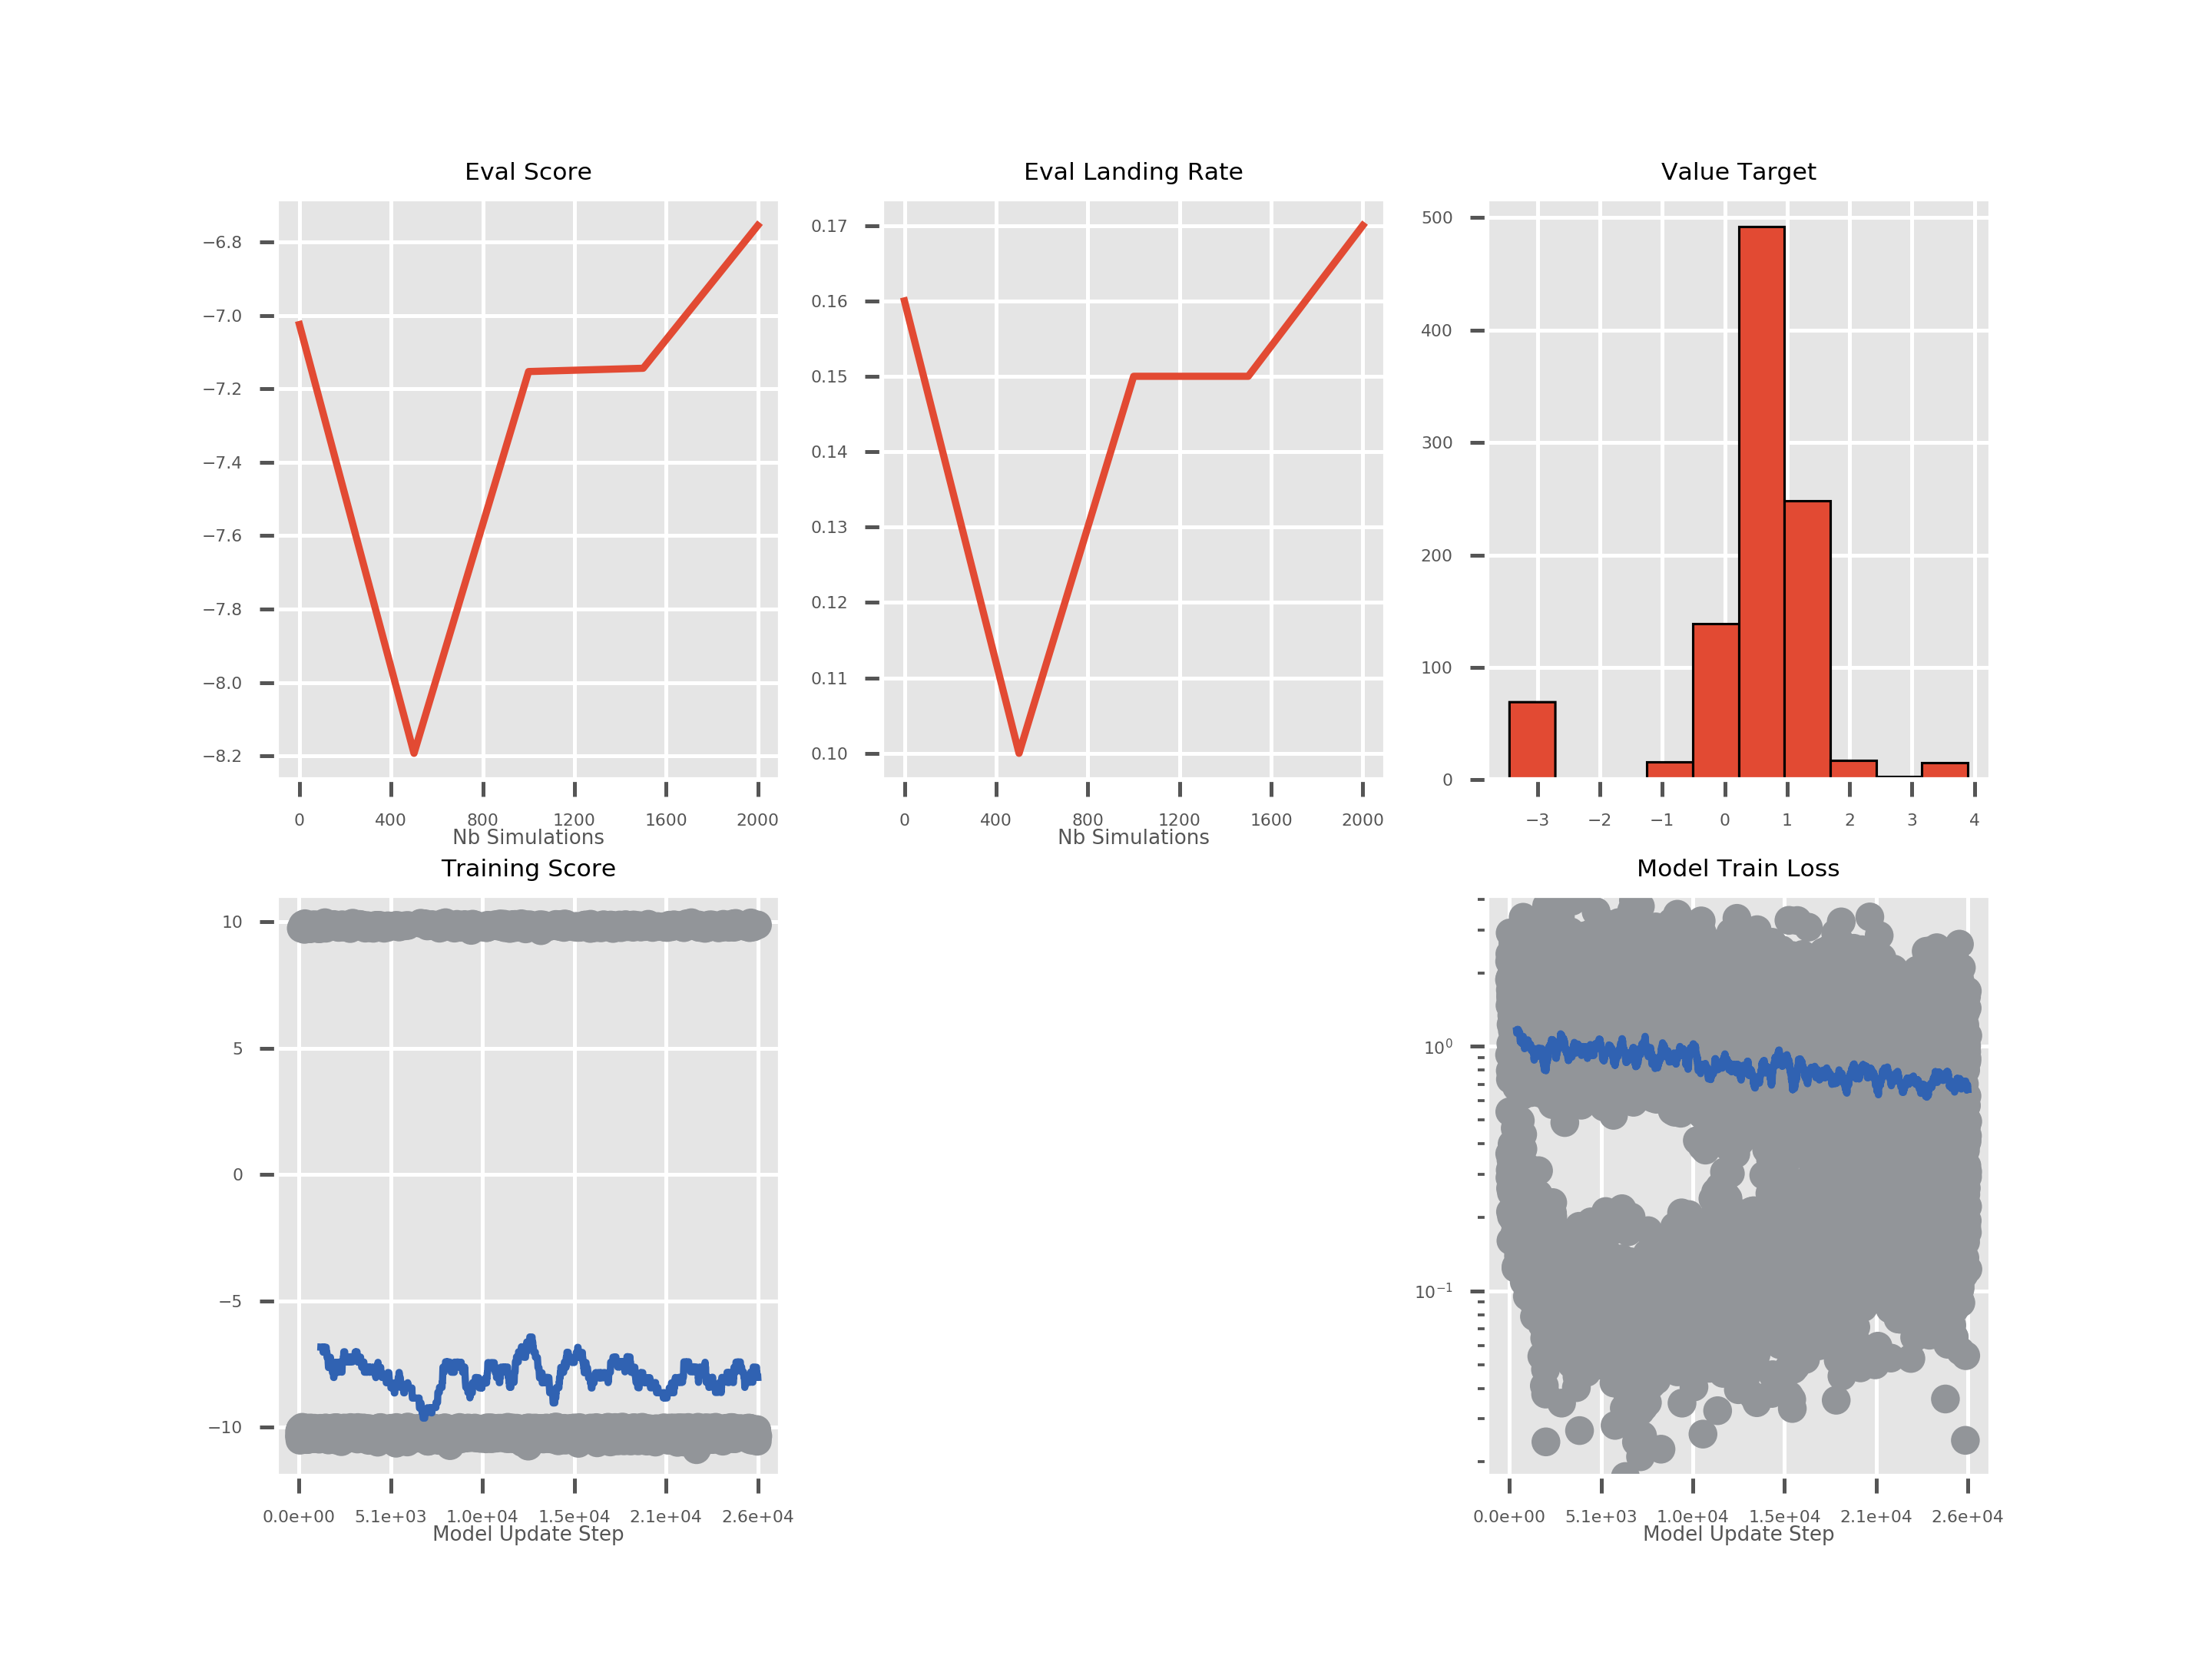 Eval Score
−6.8
−7.0
−7.2
−7.4
−7.6
−7.8
−8.0
−8.2
0 400 800 1200 1600 2000
Nb Simulations
Eval Landing Rate
0.17
0.16
0.15
0.14
0.13
0.12
0.11
0.10
0 400 800 1200 1600 2000
Nb Simulations
Value Target
500
400
300
200
100
0
−3 −2 −1 0 1 2 3 4
Training Score
10
5
0
−5
−10
0.0e+00 5.1e+03 1.0e+04 1.5e+04 2.1e+04 2.6e+04
Model Update Step
Model Train Loss
10⁰
10⁻¹
0.0e+00 5.1e+03 1.0e+04 1.5e+04 2.1e+04 2.6e+04
Model Update Step